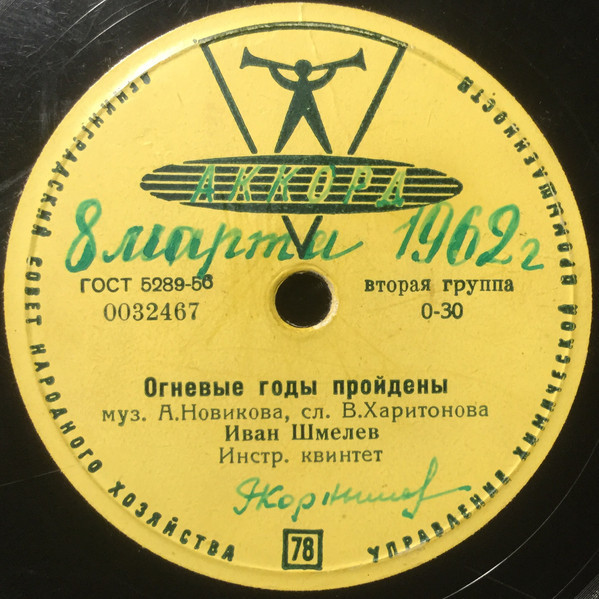 АККОРД
8 марта 1962 г
ГОСТ 5289-56
вторая группа
0032467
0-30
Огневые годы пройдены
муз. А.Новикова, сл. В.Харитонова
Иван Шмелев
Инстр. квинтет
78
ЛЕНИНГРАДСКИЙ СОВЕТ НАРОДНОГО ХОЗЯЙСТВА
УПРАВЛЕНИЕ ХИМИЧЕСКОЙ ПРОМЫШЛЕННОСТИ